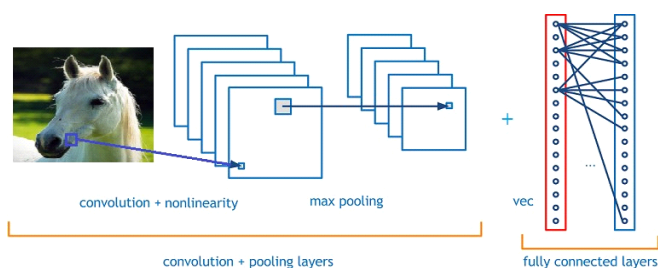 convolution + nonlinearity
max pooling
vec
+
...
convolution + pooling layers
fully connected layers